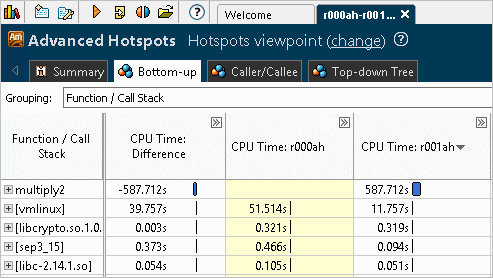 Welcome
r000ah-r001...
Am
Advanced Hotspots Hotspots viewpoint (change)
Summary
Bottom-up
Caller/Callee
Top-down Tree
Grouping: Function / Call Stack
Function / Call Stack
CPU Time: Difference
CPU Time: r000ah
CPU Time: r001ah
multiply2 -587.712s 587.712s
[vmlinux] 39.757s 51.514s 11.757s
[libcrypto.so.1.0. 0.003s 0.321s 0.319s
[sep3_15] 0.373s 0.466s 0.094s
[libc-2.14.1.so] 0.054s 0.105s 0.051s